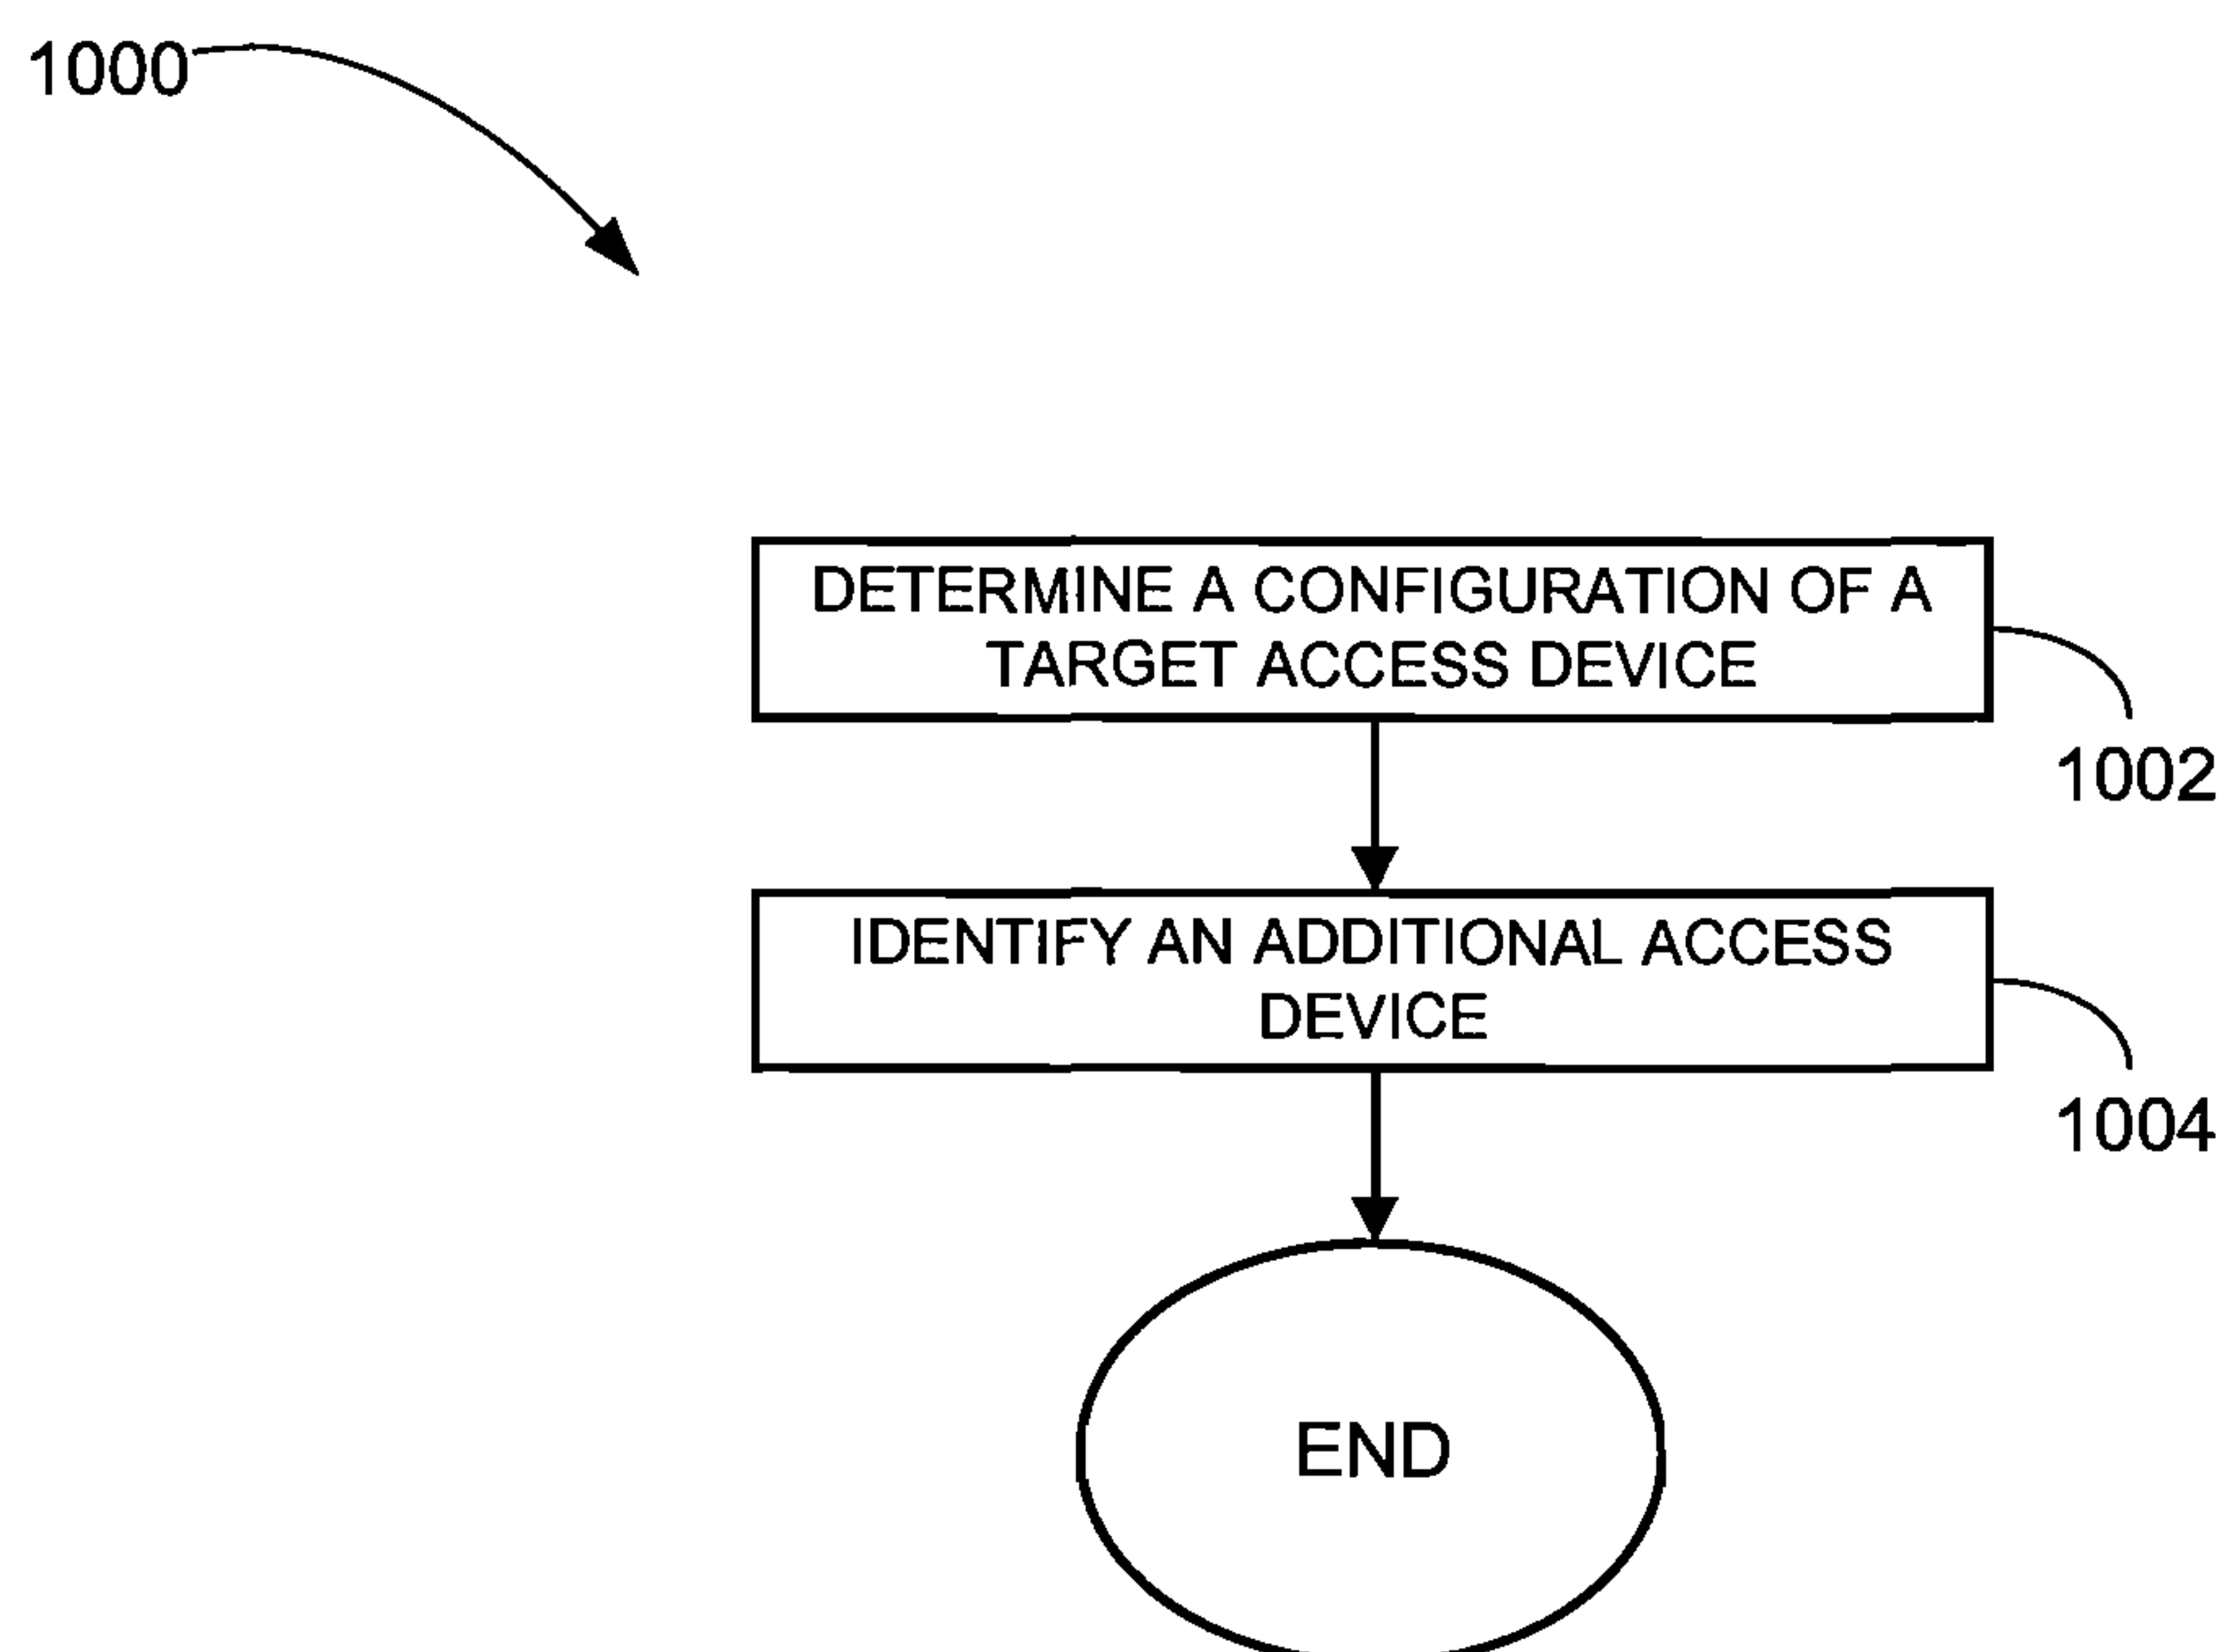 1000
DETERMINE A CONFIGURATION OF A
TARGET ACCESS DEVICE
1002
IDENTIFY AN ADDITIONAL ACCESS
DEVICE
1004
END